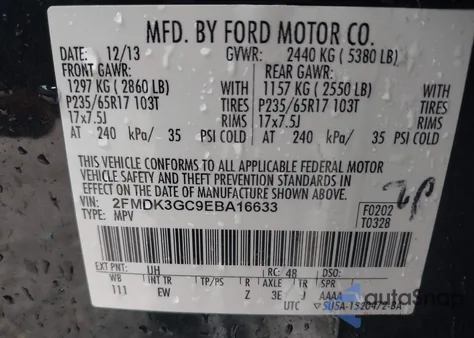 MFD. BY FORD MOTOR CO.
DATE: 12/13 GVWR: 2440 KG ( 5380 LB)
FRONT GAWR: REAR GAWR:
1297 KG ( 2860 LB) WITH 1157 KG ( 2550 LB) WITH
P235/65R17 103T TIRES P235/65R17 103T TIRES
17x7.5J RIMS 17x7.5J RIMS
AT 240 kPa/ 35 PSI COLD AT 240 kPa/ 35 PSI COLD
THIS VEHICLE CONFORMS TO ALL APPLICABLE FEDERAL MOTOR
VEHICLE SAFETY AND THEFT PREVENTION STANDARDS IN EFFECT
ON THE DATE OF MANUFACTURE SHOWN ABOVE.
VIN: 2FMDK3GC9EBA16633 F0202
TYPE: MPV T0328
EXT PNT: UH RC: 48 DSO:
WB INT TR TP/PS R AXLE TR SPR
111 EW Z 3E J AAAA
UTC
autoSnap